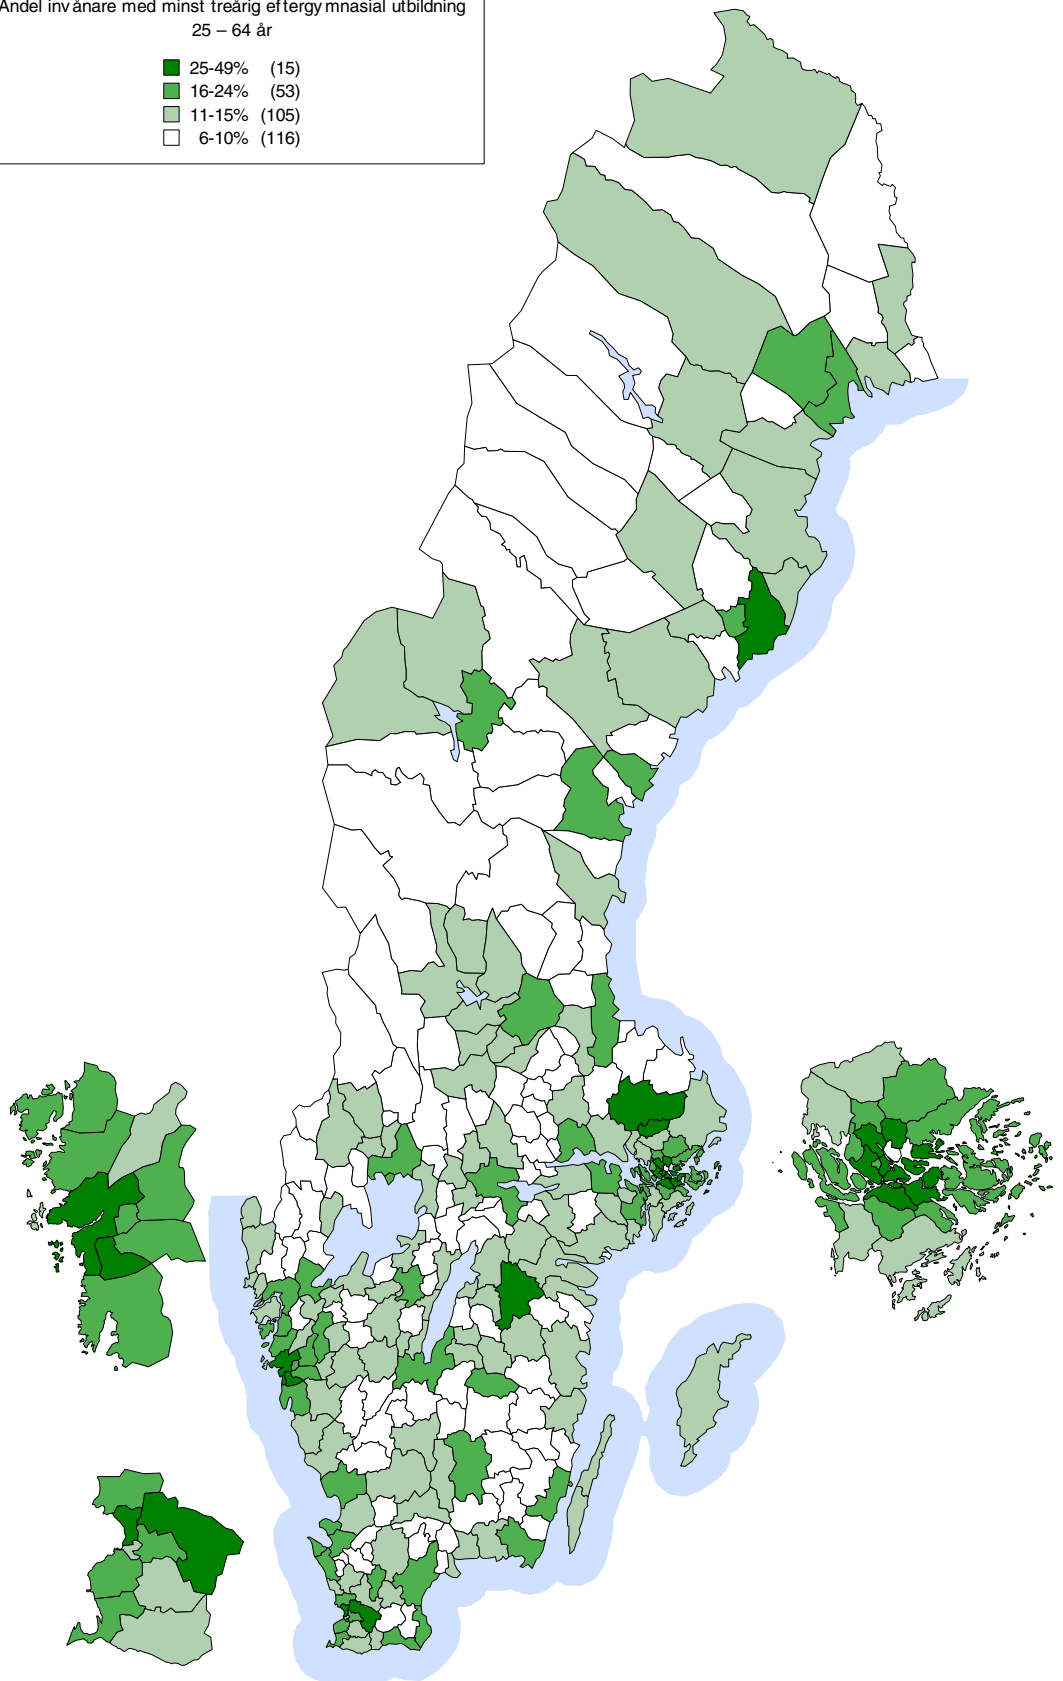 Andel invånare med minst treårig eftergymnasial utbildning
25 – 64 år
25-49% (15)
16-24% (53)
11-15% (105)
6-10% (116)